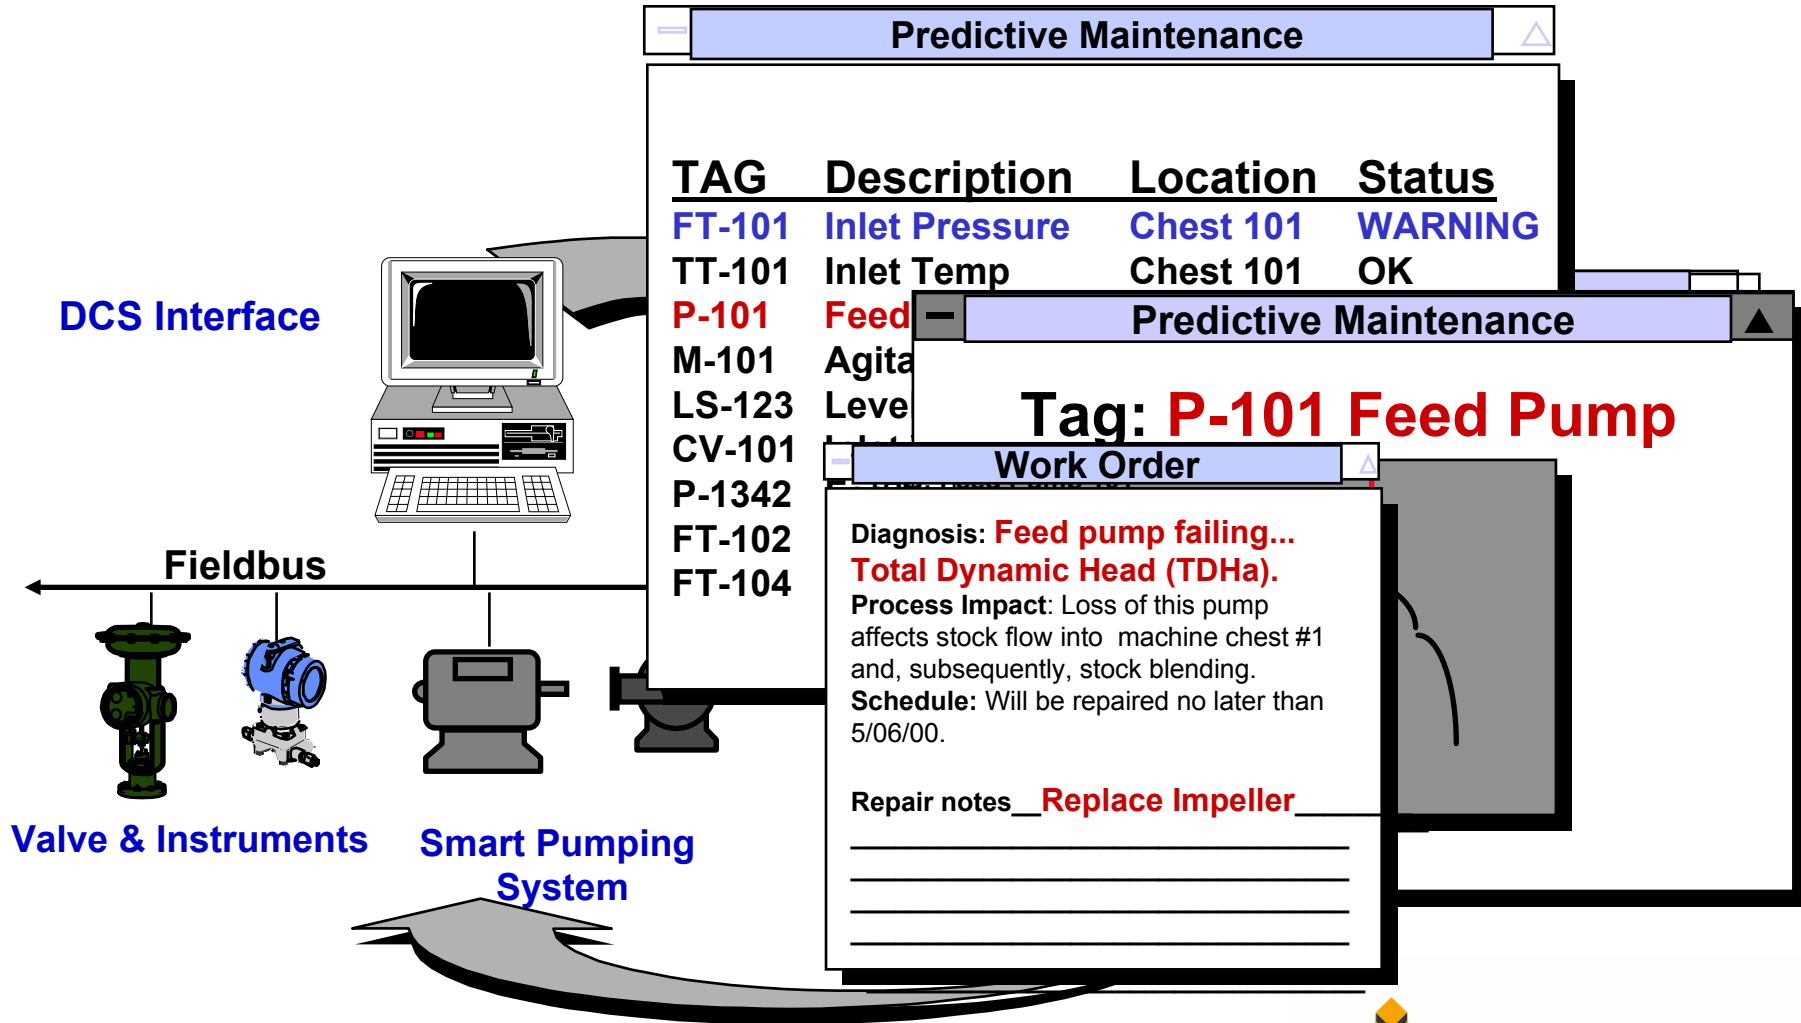 Predictive Maintenance
TAG Description Location Status
FT-101 Inlet Pressure Chest 101 WARNING
TT-101 Inlet Temp Chest 101 OK
P-101 Feed
M-101
LS-123
CV-101
P-1342
FT-102
FT-104
Predictive Maintenance
Tag: P-101 Feed Pump
Work Order
Diagnosis: Feed pump failing...
Total Dynamic Head (TDHa).
Process Impact: Loss of this pump
affects stock flow into machine chest #1
and, subsequently, stock blending.
Schedule: Will be repaired no later than
5/06/00.
Repair notes__Replace Impeller
DCS Interface
Fieldbus
Valve & Instruments
Smart Pumping
System